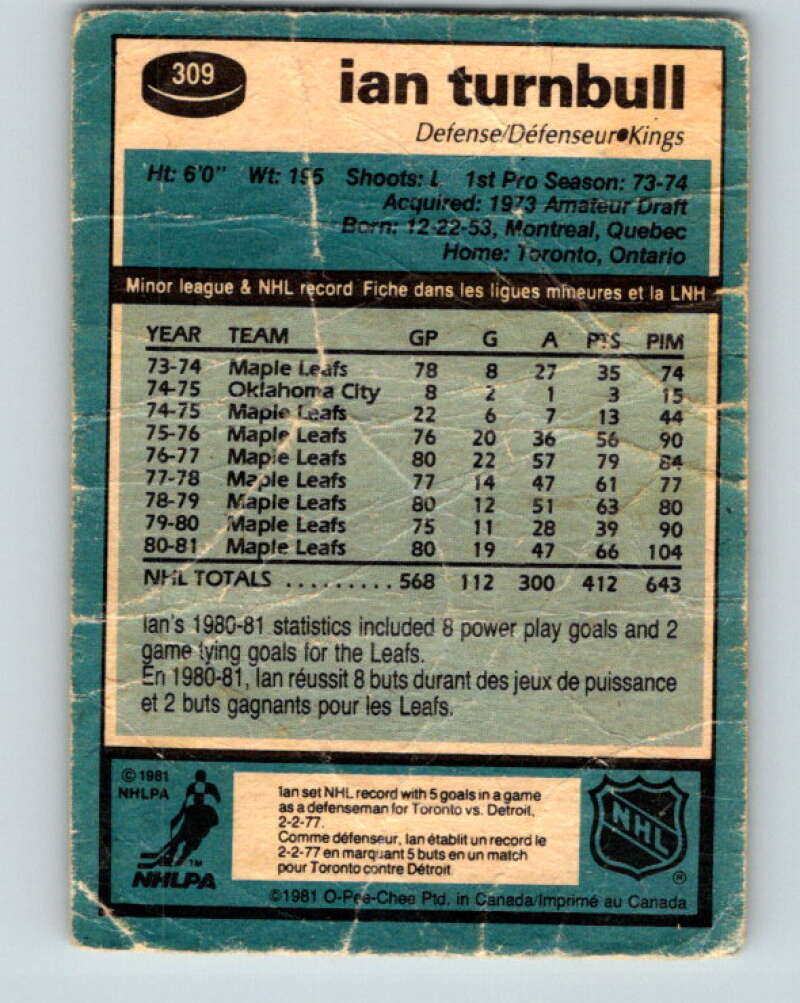 309
ian turnbull
Defense/Défenseur•Kings
Ht: 6'0" Wt: 195 Shoots: L 1st Pro Season: 73-74
Acquired: 1973 Amateur Draft
Born: 12-22-53, Montreal, Quebec
Home: Toronto, Ontario
Minor league & NHL record Fiche dans les ligues mineures et la LNH
YEAR TEAM GP G A PTS PIM
73-74 Maple Leafs 78 8 27 35 74
74-75 Oklahoma City 8 2 1 3 15
74-75 Maple Leafs 22 6 7 13 44
75-76 Maple Leafs 76 20 36 56 90
76-77 Maple Leafs 80 22 57 79 84
77-78 Maple Leafs 77 14 47 61 77
78-79 Maple Leafs 80 12 51 63 80
79-80 Maple Leafs 75 11 28 39 90
80-81 Maple Leafs 80 19 47 66 104
NHL TOTALS .......... 568 112 300 412 643
Ian's 1980-81 statistics included 8 power play goals and 2
game tying goals for the Leafs.
En 1980-81, Ian réussit 8 buts durant des jeux de puissance
et 2 buts gagnants pour les Leafs.
© 1981
NHLPA
TM
NHLPA
Ian set NHL record with 5 goals in a game
as a defenseman for Toronto vs. Detroit,
2-2-77.
Comme défenseur, Ian établit un record le
2-2-77 en marquant 5 buts en un match
pour Toronto contre Détroit
NHL
®
©1981 O-Pee-Chee Ptd. in Canada/Imprimé au Canada